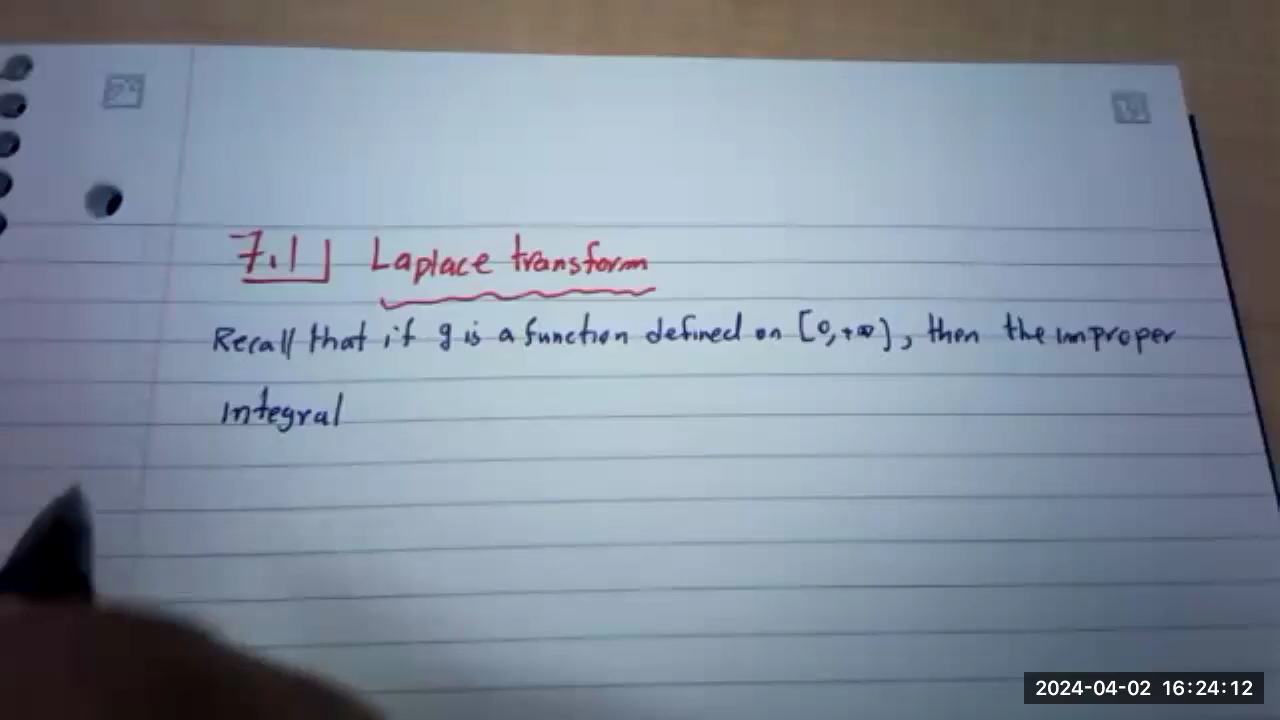 7.1 Laplace transform
Recall that if g is a function defined on [0,+∞), then the improper
integral
2024-04-02 16:24:12